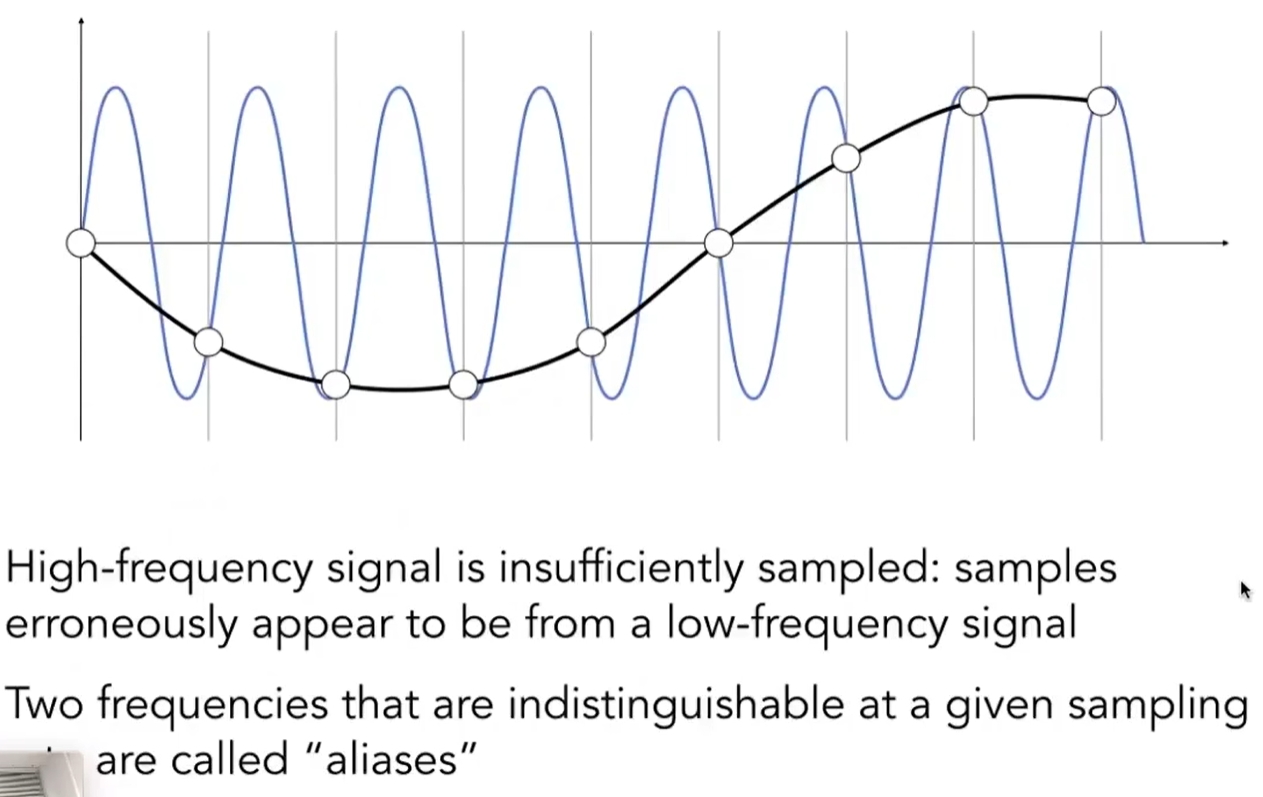 High-frequency signal is insufficiently sampled: samples
erroneously appear to be from a low-frequency signal
Two frequencies that are indistinguishable at a given sampling
are called “aliases”